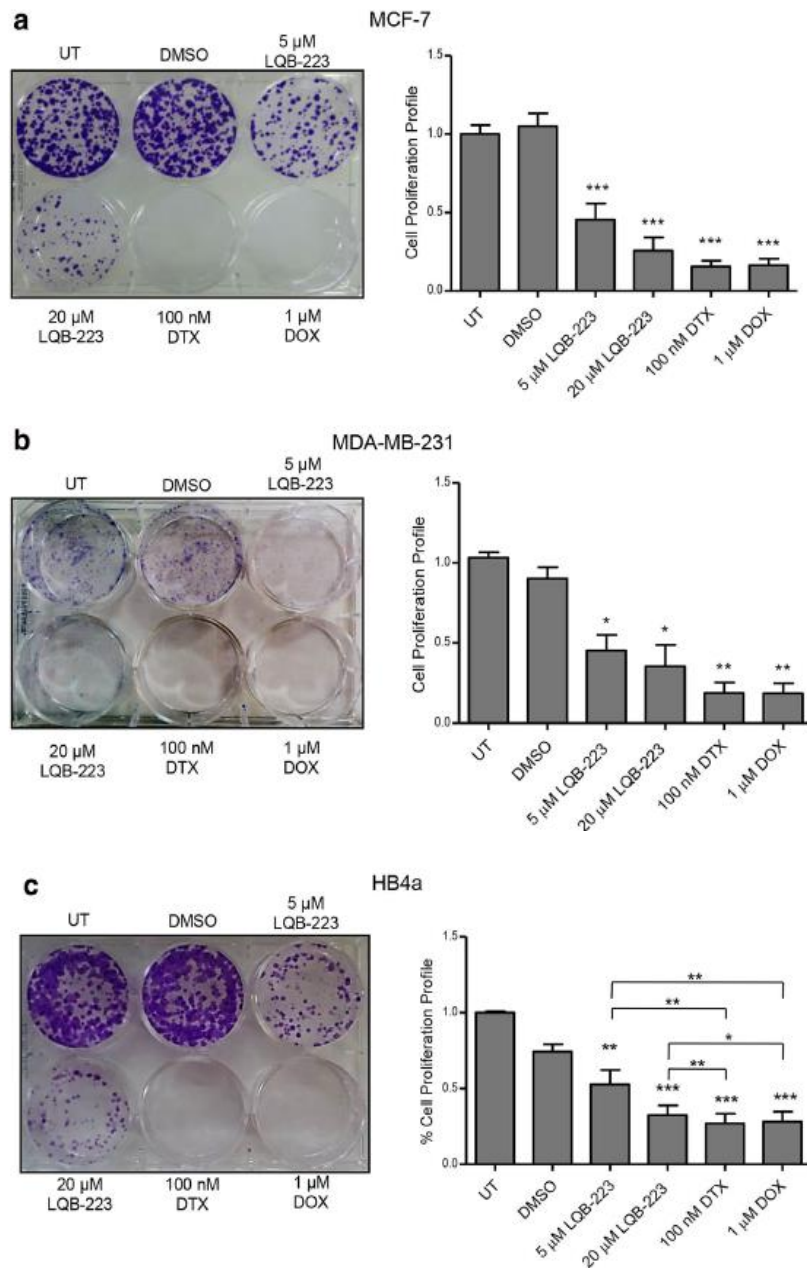 a
MCF-7
UT
DMSO
5 µM
LQB-223
20 µM
LQB-223
100 nM
DTX
1 µM
DOX
Cell Proliferation Profile
1.5
1.0
0.5
0.0
***
***
***
***
UT
DMSO
5 µM LQB-223
20 µM LQB-223
100 nM DTX
1 µM DOX
b
MDA-MB-231
UT
DMSO
5 µM
LQB-223
20 µM
LQB-223
100 nM
DTX
1 µM
DOX
Cell Proliferation Profile
1.5
1.0
0.5
0.0
*
*
**
**
UT
DMSO
5 µM LQB-223
20 µM LQB-223
100 nM DTX
1 µM DOX
c
HB4a
UT
DMSO
5 µM
LQB-223
20 µM
LQB-223
100 nM
DTX
1 µM
DOX
% Cell Proliferation Profile
1.5
1.0
0.5
0.0
**
**
*
**
**
***
***
***
UT
DMSO
5 µM LQB-223
20 µM LQB-223
100 nM DTX
1 µM DOX